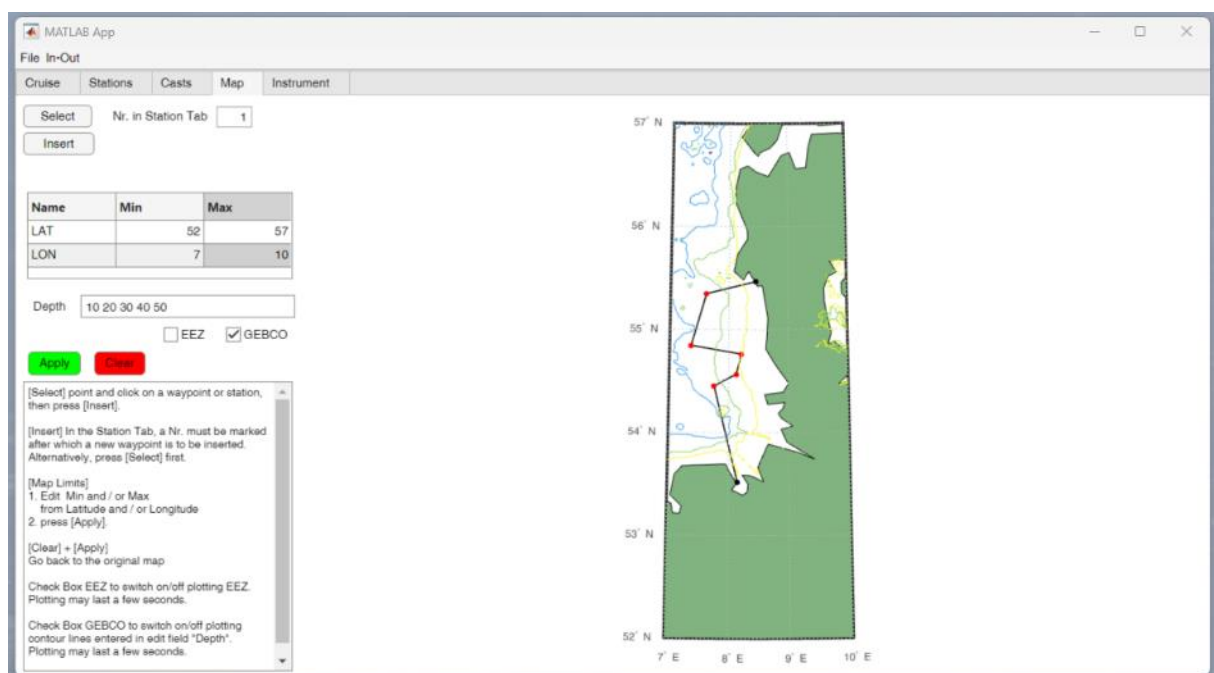 MATLAB App
File In-Out
Cruise Stations Casts Map Instrument
Select Nr. in Station Tab 1
Insert
Name Min Max
LAT 52 57
LON 7 10
Depth 10 20 30 40 50
EEZ GEBCO
Apply Clear
[Select] point and click on a waypoint or station,
then press [Insert].
[Insert] In the Station Tab, a Nr. must be marked
after which a new waypoint is to be inserted.
Alternatively, press [Select] first.
[Map Limits]
1. Edit Min and / or Max
from Latitude and / or Longitude
2. press [Apply].
[Clear] + [Apply]
Go back to the original map
Check Box EEZ to switch on/off plotting EEZ.
Plotting may last a few seconds.
Check Box GEBCO to switch on/off plotting
contour lines entered in edit field "Depth".
Plotting may last a few seconds.
57° N
56° N
55° N
54° N
53° N
52° N
7° E 8° E 9° E 10° E